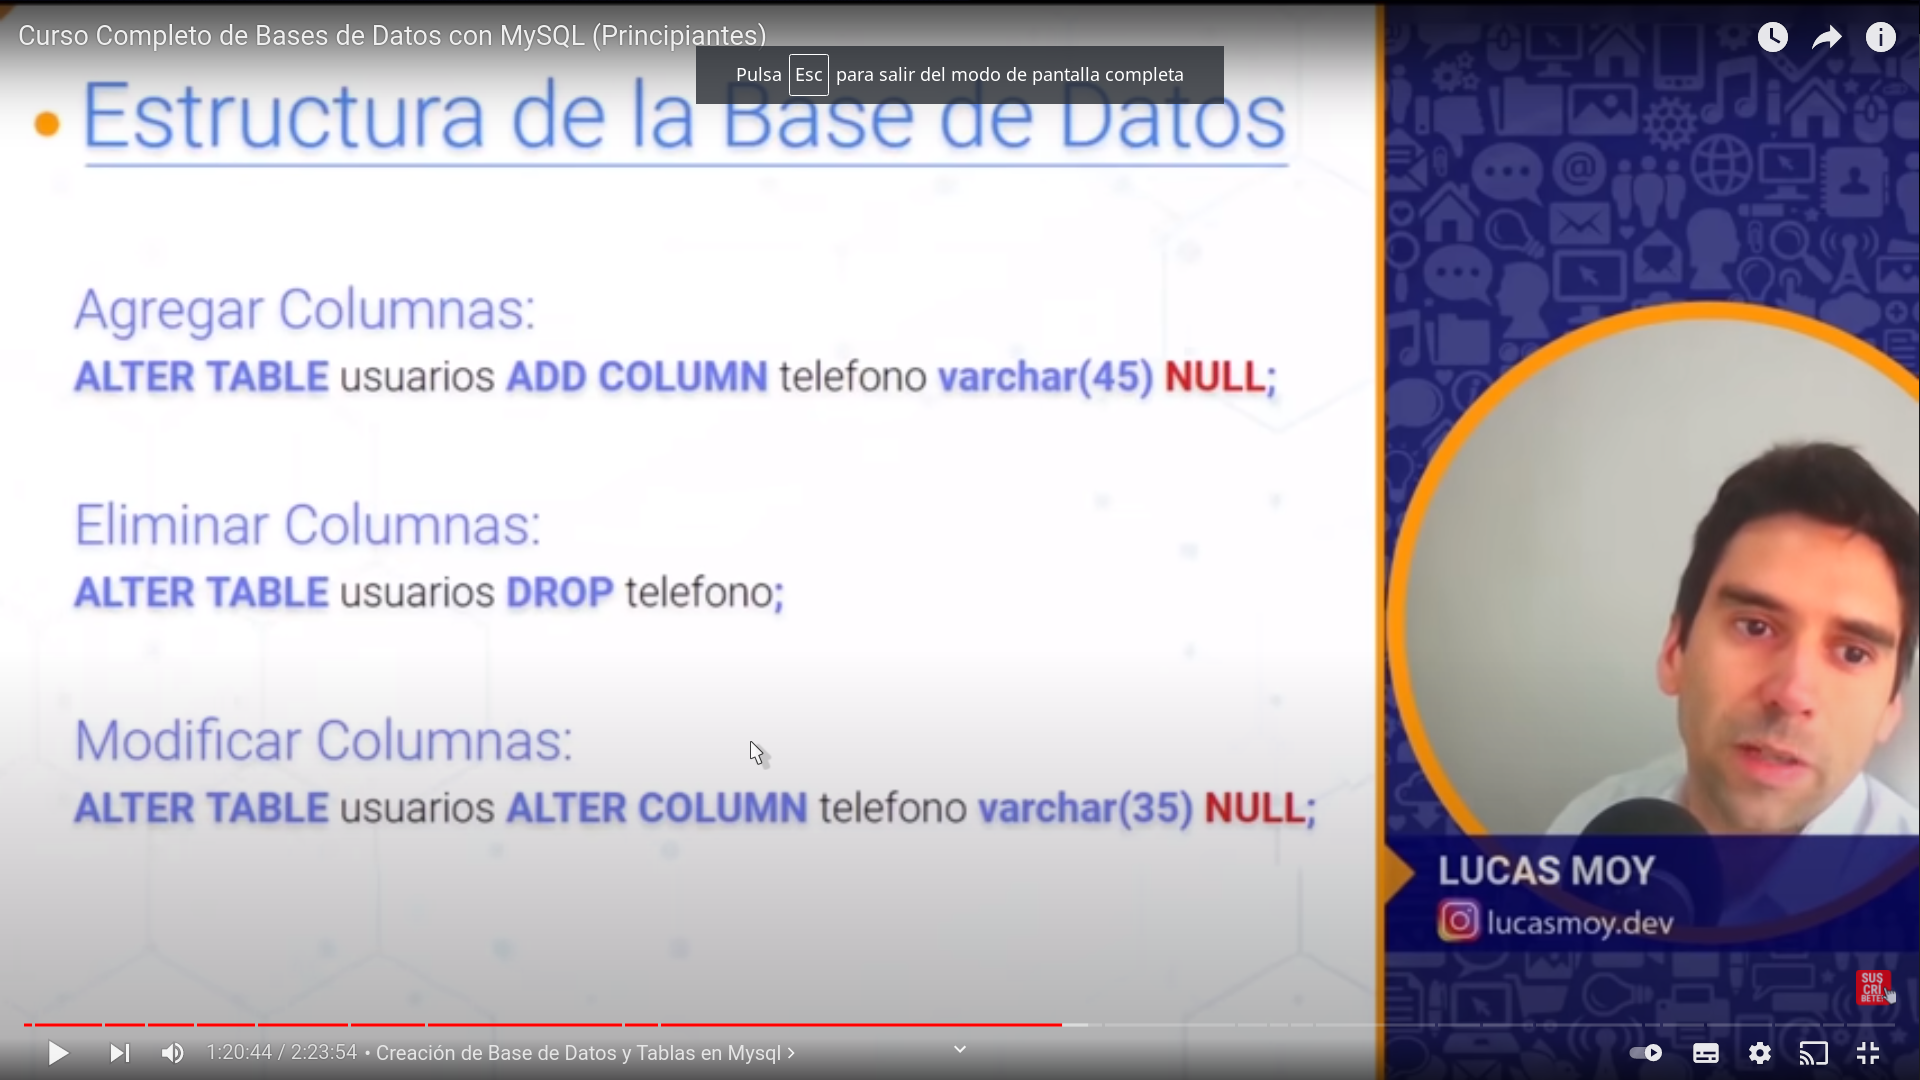 Curso Completo de Bases de Datos con MySQL (Principiantes)
Pulsa Esc para salir del modo de pantalla completa
Estructura de la Base de Datos
Agregar Columnas:
ALTER TABLE usuarios ADD COLUMN telefono varchar(45) NULL;
Eliminar Columnas:
ALTER TABLE usuarios DROP telefono;
Modificar Columnas:
ALTER TABLE usuarios ALTER COLUMN telefono varchar(35) NULL;
LUCAS MOY
lucasmoy.dev
SUS
CRÍ
BETE
1:20:44 / 2:23:54 • Creación de Base de Datos y Tablas en Mysql